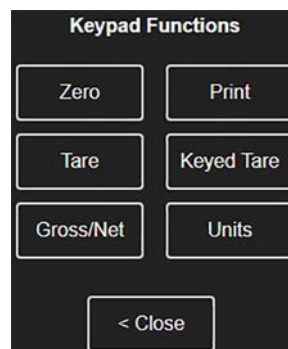 Keypad Functions
Zero
Print
Tare
Keyed Tare
Gross/Net
Units
< Close